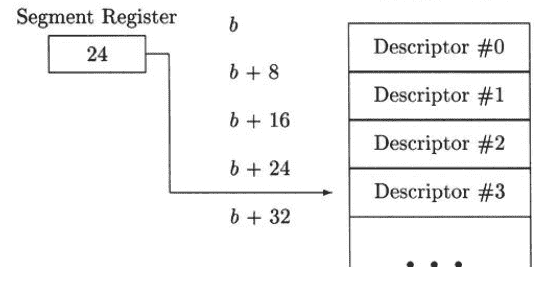 Segment Register
24
b
b + 8
b + 16
b + 24
b + 32
Descriptor #0
Descriptor #1
Descriptor #2
Descriptor #3
• • •